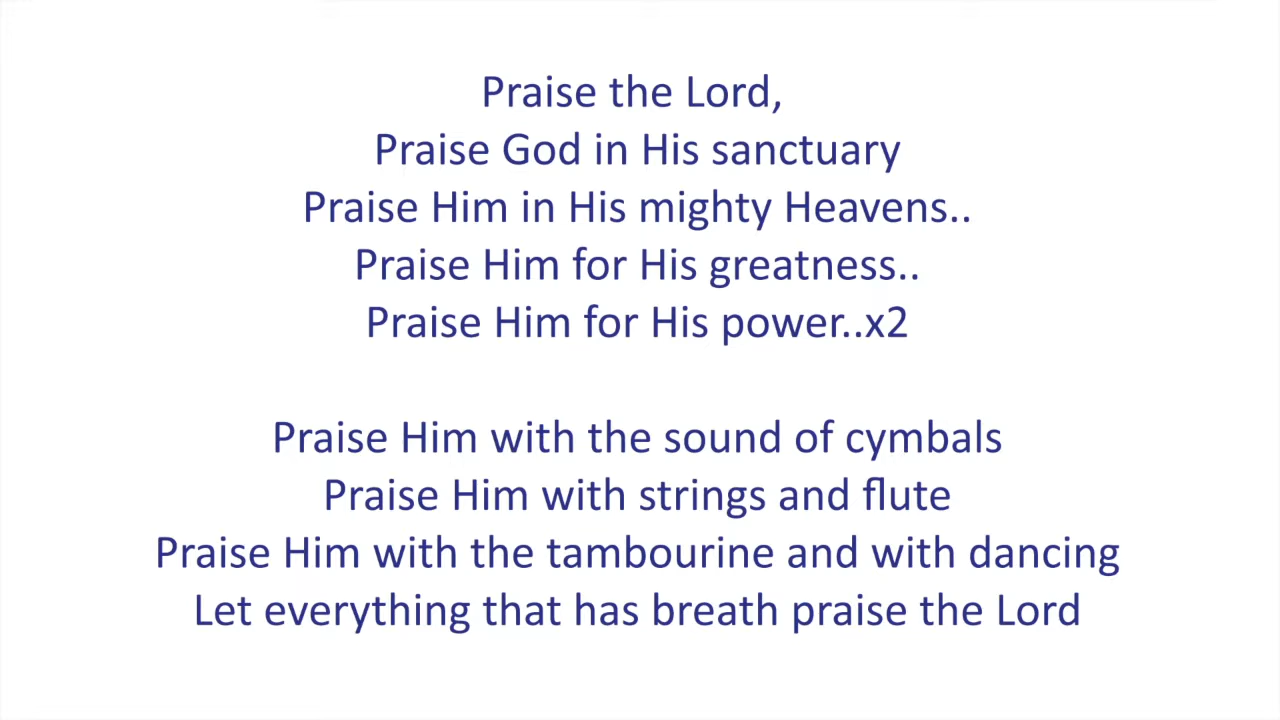 Praise the Lord,
Praise God in His sanctuary
Praise Him in His mighty Heavens..
Praise Him for His greatness..
Praise Him for His power..x2
Praise Him with the sound of cymbals
Praise Him with strings and flute
Praise Him with the tambourine and with dancing
Let everything that has breath praise the Lord